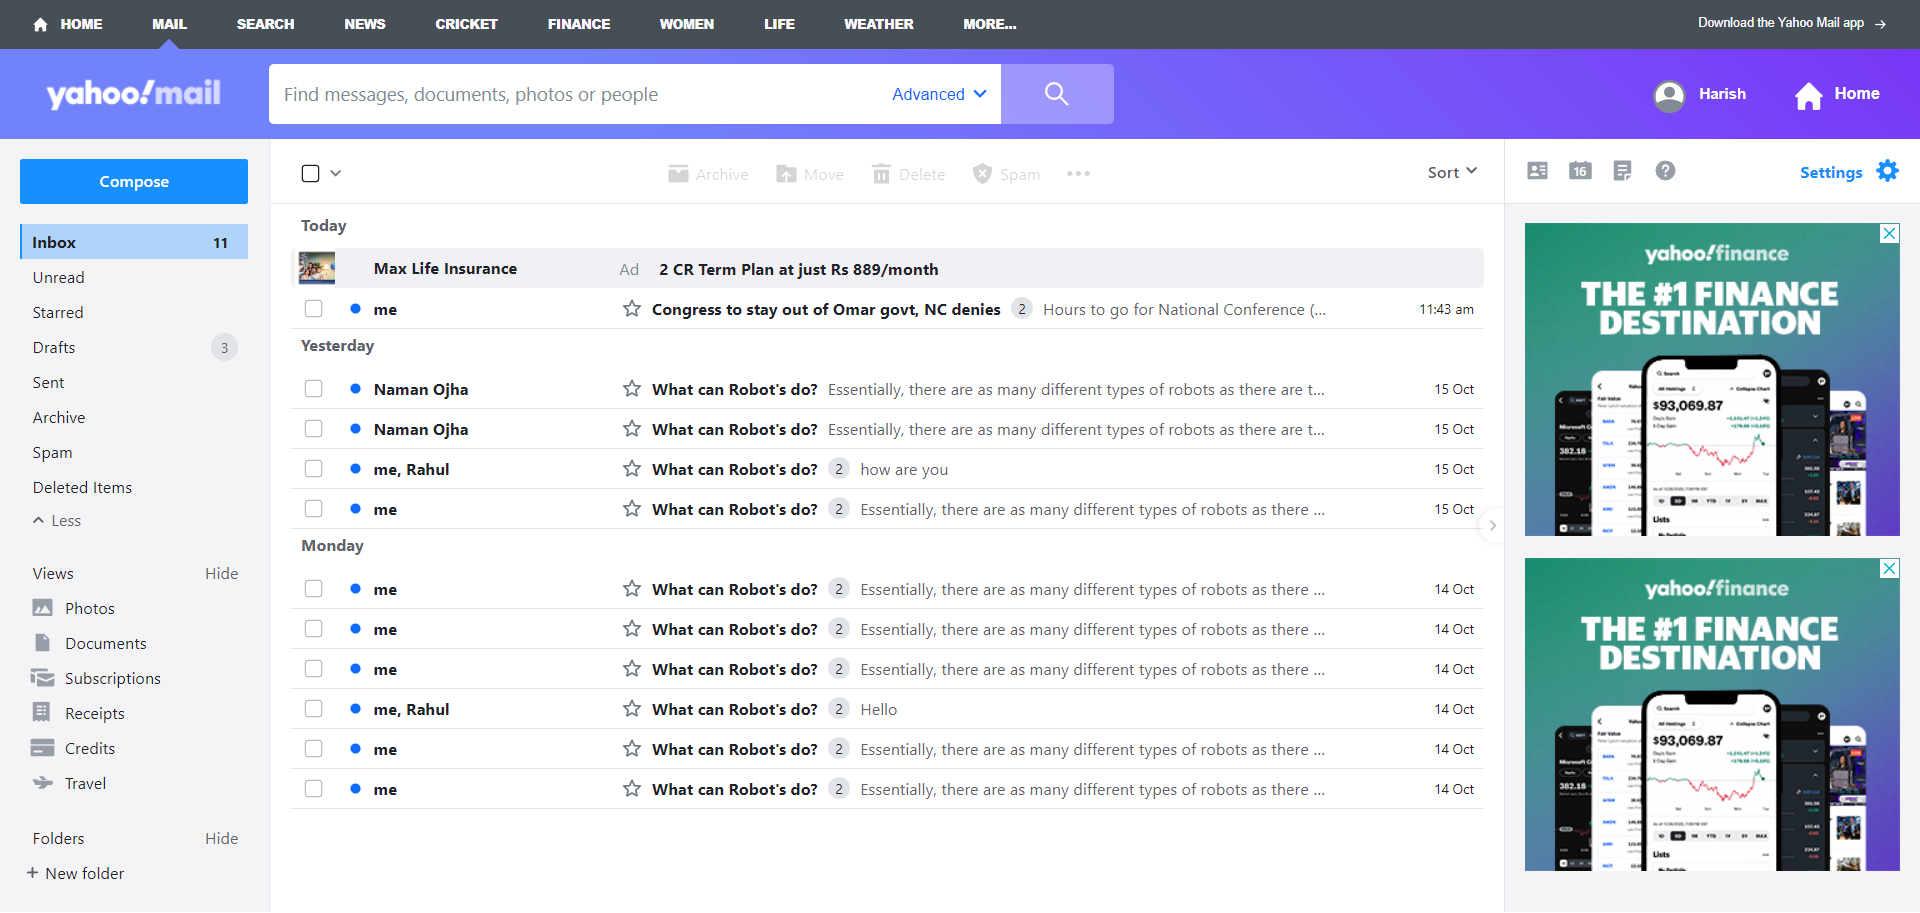 HOME MAIL SEARCH NEWS CRICKET FINANCE WOMEN LIFE WEATHER MORE... Download the Yahoo Mail app →
yahoo!mail
Find messages, documents, photos or people Advanced
Harish Home
Compose
Inbox 11
Unread
Starred
Drafts 3
Sent
Archive
Spam
Deleted Items
Less
Views Hide
Photos
Documents
Subscriptions
Receipts
Credits
Travel
Folders Hide
+ New folder
Archive Move Delete Spam ••• Sort
Today
Max Life Insurance Ad 2 CR Term Plan at just Rs 889/month
me Congress to stay out of Omar govt, NC denies 2 Hours to go for National Conference (... 11:43 am
Yesterday
Naman Ojha What can Robot's do? Essentially, there are as many different types of robots as there are t... 15 Oct
Naman Ojha What can Robot's do? Essentially, there are as many different types of robots as there are t... 15 Oct
me, Rahul What can Robot's do? 2 how are you 15 Oct
me What can Robot's do? 2 Essentially, there are as many different types of robots as there ... 15 Oct
Monday
me What can Robot's do? 2 Essentially, there are as many different types of robots as there ... 14 Oct
me What can Robot's do? 2 Essentially, there are as many different types of robots as there ... 14 Oct
me What can Robot's do? 2 Essentially, there are as many different types of robots as there ... 14 Oct
me, Rahul What can Robot's do? 2 Hello 14 Oct
me What can Robot's do? 2 Essentially, there are as many different types of robots as there ... 14 Oct
me What can Robot's do? 2 Essentially, there are as many different types of robots as there ... 14 Oct
16 Settings
yahoo!finance
THE #1 FINANCE
DESTINATION
Search
All Holdings Collapse Chart
$93,069.87
Lists
yahoo!finance
THE #1 FINANCE
DESTINATION
Search
All Holdings Collapse Chart
$93,069.87
Lists